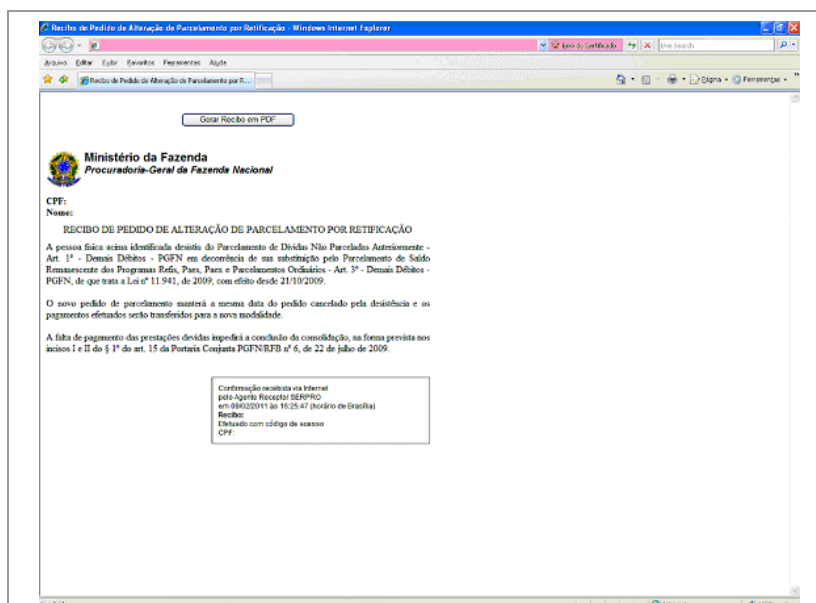 Recibo de Pedido de Alteração de Parcelamento por Retificação - Windows Internet Explorer
Erro do Certificado
Live Search
Arquivo Editar Exibir Favoritos Ferramentas Ajuda
Recibo de Pedido de Alteração de Parcelamento por R...
Página Ferramentas
Gerar Recibo em PDF
Ministério da Fazenda
Procuradoria-Geral da Fazenda Nacional
CPF:
Nome:
RECIBO DE PEDIDO DE ALTERAÇÃO DE PARCELAMENTO POR RETIFICAÇÃO
A pessoa física acima identificada desistiu do Parcelamento de Dívidas Não Parceladas Anteriormente -
Art. 1º - Demais Débitos - PGFN em decorrência de sua substituição pelo Parcelamento de Saldo
Remanescente dos Programas Refis, Paes, Paex e Parcelamentos Ordinários - Art. 3º - Demais Débitos -
PGFN, de que trata a Lei nº 11.941, de 2009, com efeito desde 21/10/2009.
O novo pedido de parcelamento manterá a mesma data do pedido cancelado pela desistência e os
pagamentos efetuados serão transferidos para a nova modalidade.
A falta de pagamento das prestações devidas impedirá a conclusão da consolidação, na forma prevista nos
incisos I e II do § 1º do art. 15 da Portaria Conjunta PGFN/RFB nº 6, de 22 de julho de 2009.
Confirmação recebida via Internet
pelo Agente Receptor SERPRO
em 09/02/2011 às 16:25:47 (horário de Brasília)
Recibo:
Efetuado com código de acesso
CPF: